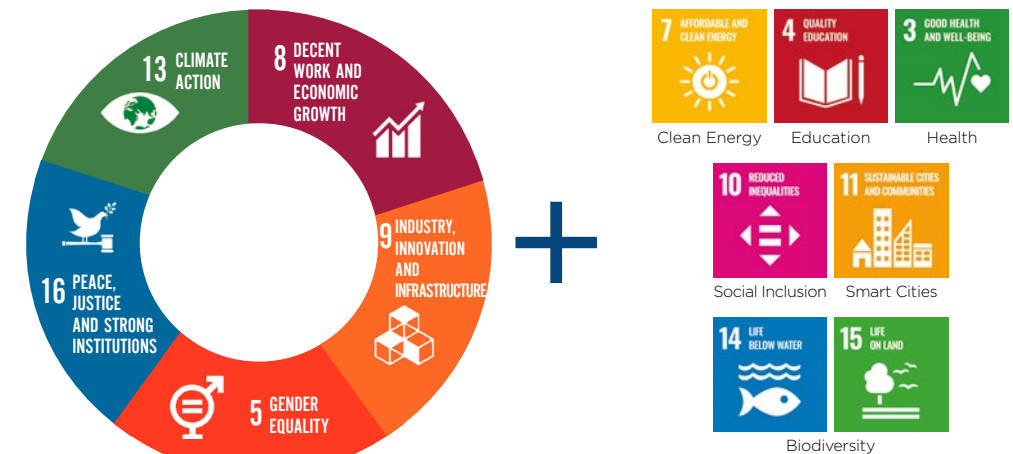 13 CLIMATE
ACTION
8 DECENT
WORK AND
ECONOMIC
GROWTH
9 INDUSTRY,
INNOVATION
AND
INFRASTRUCTURE
5 GENDER
EQUALITY
16 PEACE,
JUSTICE
AND STRONG
INSTITUTIONS
7 AFFORDABLE AND
CLEAN ENERGY
Clean Energy
4 QUALITY
EDUCATION
Education
3 GOOD HEALTH
AND WELL-BEING
Health
10 REDUCED
INEQUALITIES
Social Inclusion
11 SUSTAINABLE CITIES
AND COMMUNITIES
Smart Cities
14 LIFE
BELOW WATER
15 LIFE
ON LAND
Biodiversity